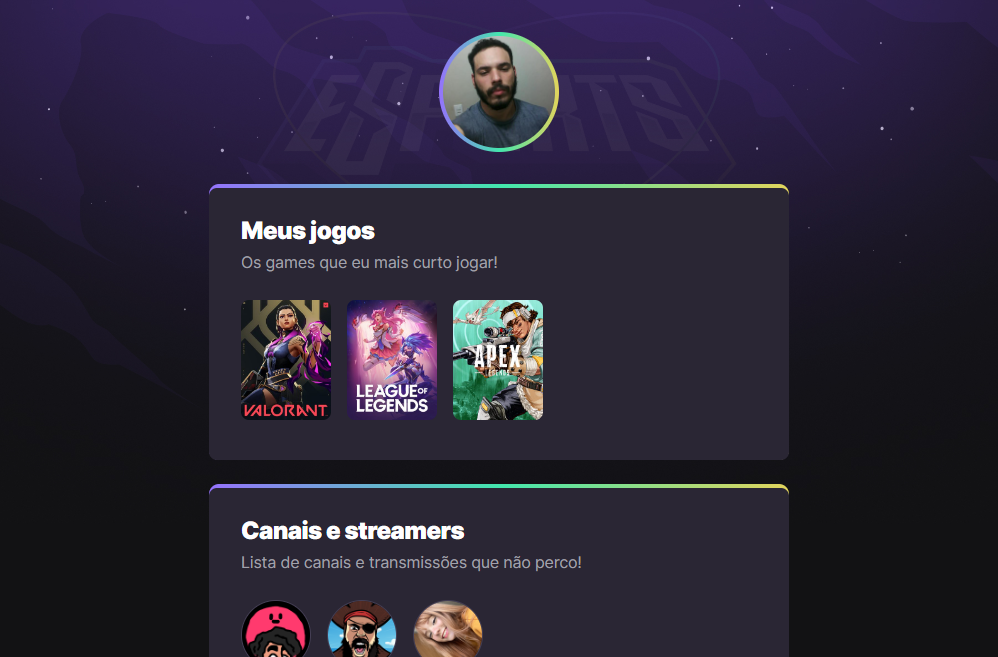 ESPORTS
Meus jogos
Os games que eu mais curto jogar!
VALORANT
LEAGUE OF
LEGENDS
APEX
LEGENDS
Canais e streamers
Lista de canais e transmissões que não perco!